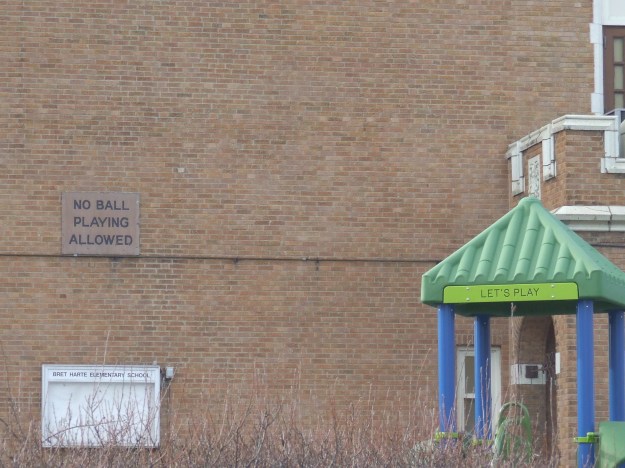 NO BALL
PLAYING
ALLOWED
LET'S PLAY
BRET HARTE ELEMENTARY SCHOOL